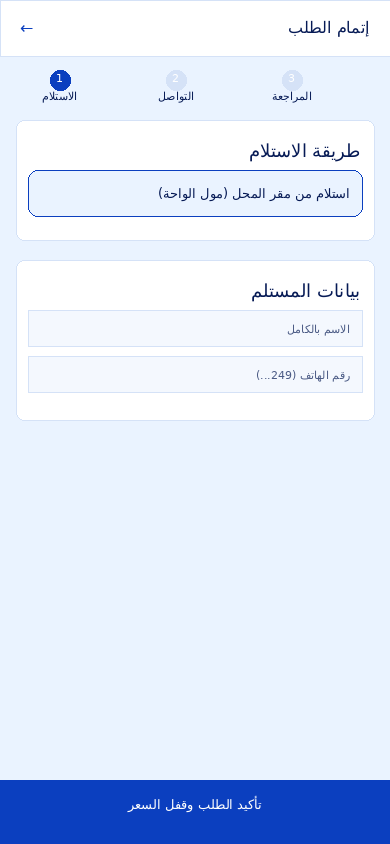 إتمام الطلب ←
3 2 1
المراجعة التواصل الاستلام
طريقة الاستلام
استلام من مقر المحل (مول الواحة)
بيانات المستلم
الاسم بالكامل
رقم الهاتف (249...)
تأكيد الطلب وقفل السعر